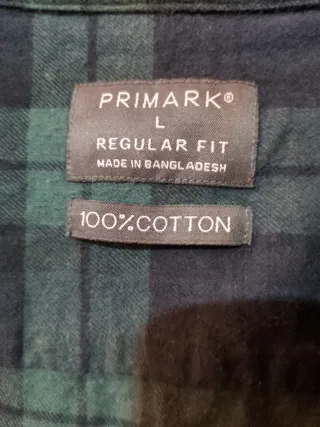 PRIMARK®
L
REGULAR FIT
MADE IN BANGLADESH
100%COTTON